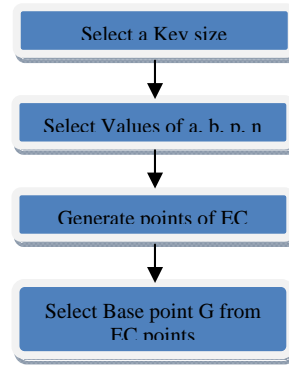 Select a Key size
Select Values of a, b, p, n
Generate points of EC
Select Base point G from
EC points